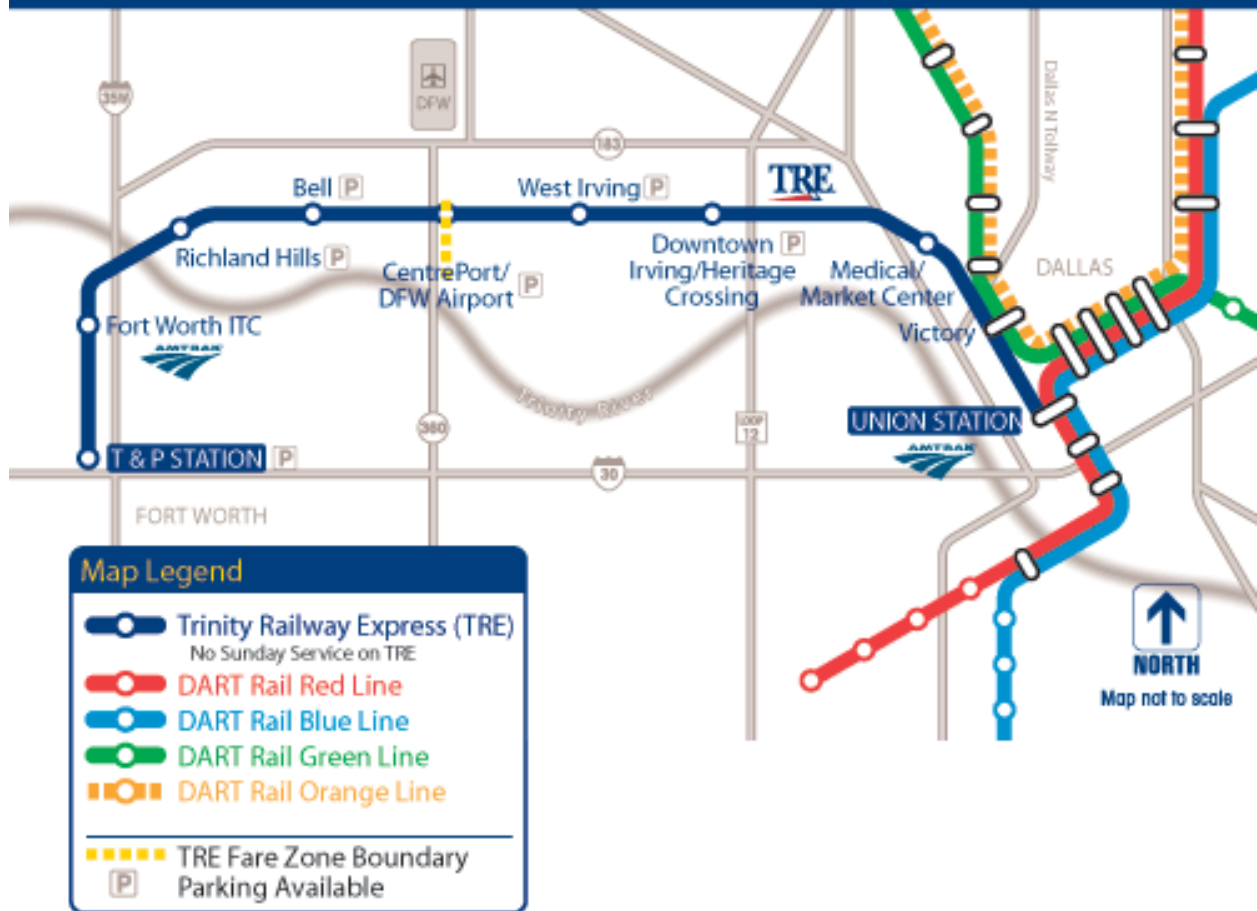 35W
DFW
183
Dallas N Tollway
Bell P
West Irving P
TRE
Richland Hills P
CentrePort/
DFW Airport P
Downtown P
Irving/Heritage
Crossing
Medical/
Market Center
DALLAS
Victory
Fort Worth ITC
AMTRAK
Trinity River
360
LOOP
12
UNION STATION
AMTRAK
T & P STATION P
30
FORT WORTH
Map Legend
Trinity Railway Express (TRE)
No Sunday Service on TRE
DART Rail Red Line
DART Rail Blue Line
DART Rail Green Line
DART Rail Orange Line
TRE Fare Zone Boundary
P Parking Available
NORTH
Map not to scale